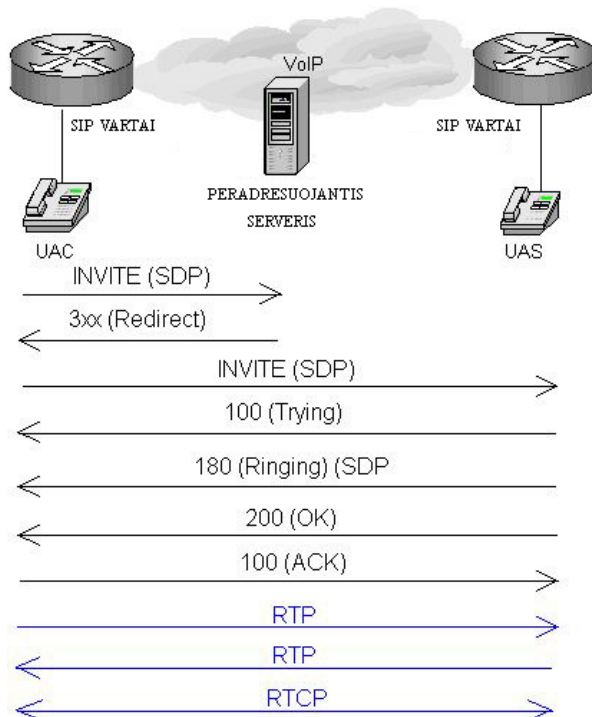 VoIP
SIP VARTAI
SIP VARTAI
PERADRESUOJANTIS
SERVERIS
UAC
UAS
INVITE (SDP)
3xx (Redirect)
INVITE (SDP)
100 (Trying)
180 (Ringing) (SDP
200 (OK)
100 (ACK)
RTP
RTP
RTCP